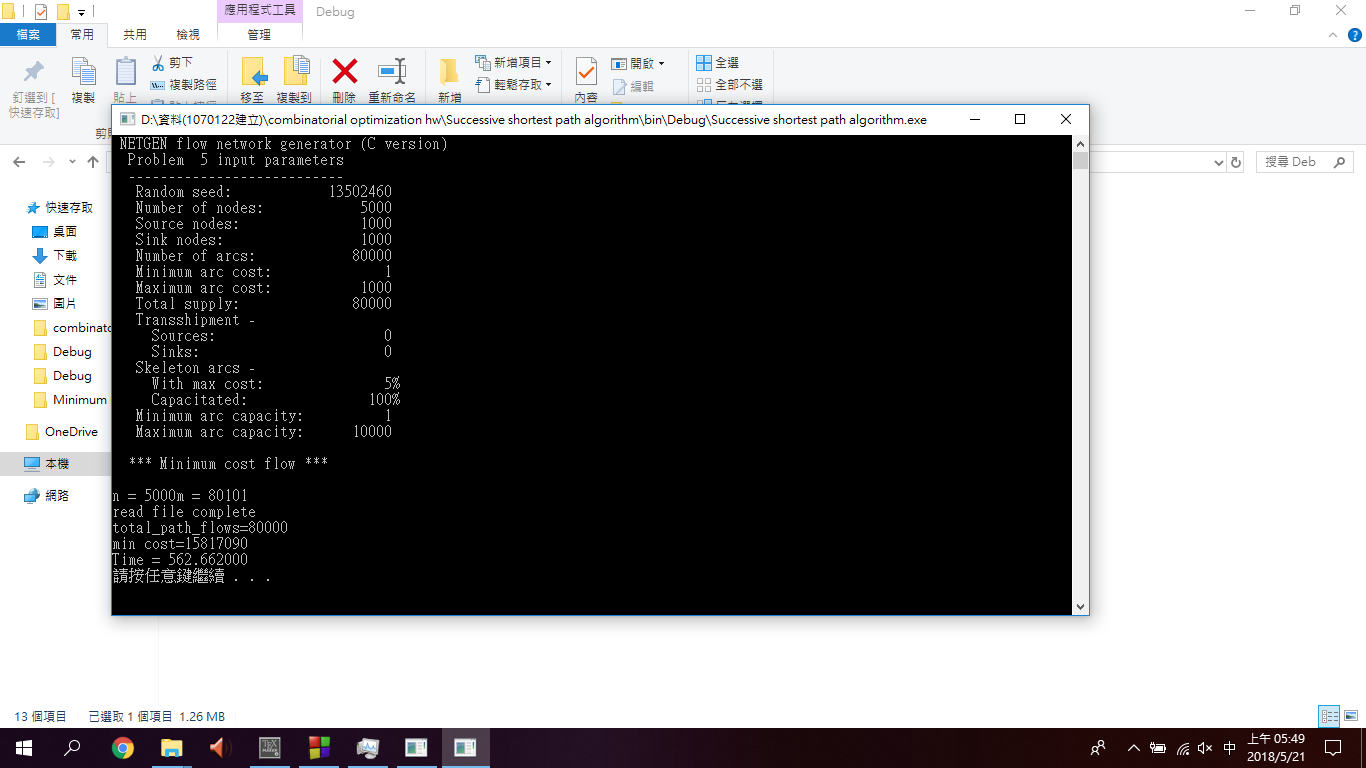 應用程式工具 Debug
檔案 常用 共用 檢視 管理
剪下
複製路徑
釘選到 [
快速存取]
複製
貼上
移至
複製到
刪除
重新命名
新增
新增項目
輕鬆存取
內容
開啟
編輯
全選
全部不選
D:\資料(1070122建立)\combinatorial optimization hw\Successive shortest path algorithm\bin\Debug\Successive shortest path algorithm.exe
搜尋 Deb
快速存取
桌面
下載
文件
圖片
combinato
Debug
Debug
Minimum
OneDrive
本機
網路
NETGEN flow network generator (C version)
Problem  5 input parameters
---------------------------
Random seed: 13502460
Number of nodes: 5000
Source nodes: 1000
Sink nodes: 1000
Number of arcs: 80000
Minimum arc cost: 1
Maximum arc cost: 1000
Total supply: 80000
Transshipment -
Sources: 0
Sinks: 0
Skeleton arcs -
With max cost: 5%
Capacitated: 100%
Minimum arc capacity: 1
Maximum arc capacity: 10000
*** Minimum cost flow ***
n = 5000m = 80101
read file complete
total_path_flows=80000
min cost=15817090
Time = 562.662000
請按任意鍵繼續 . . .
13 個項目 已選取 1 個項目 1.26 MB
中
上午 05:49
2018/5/21